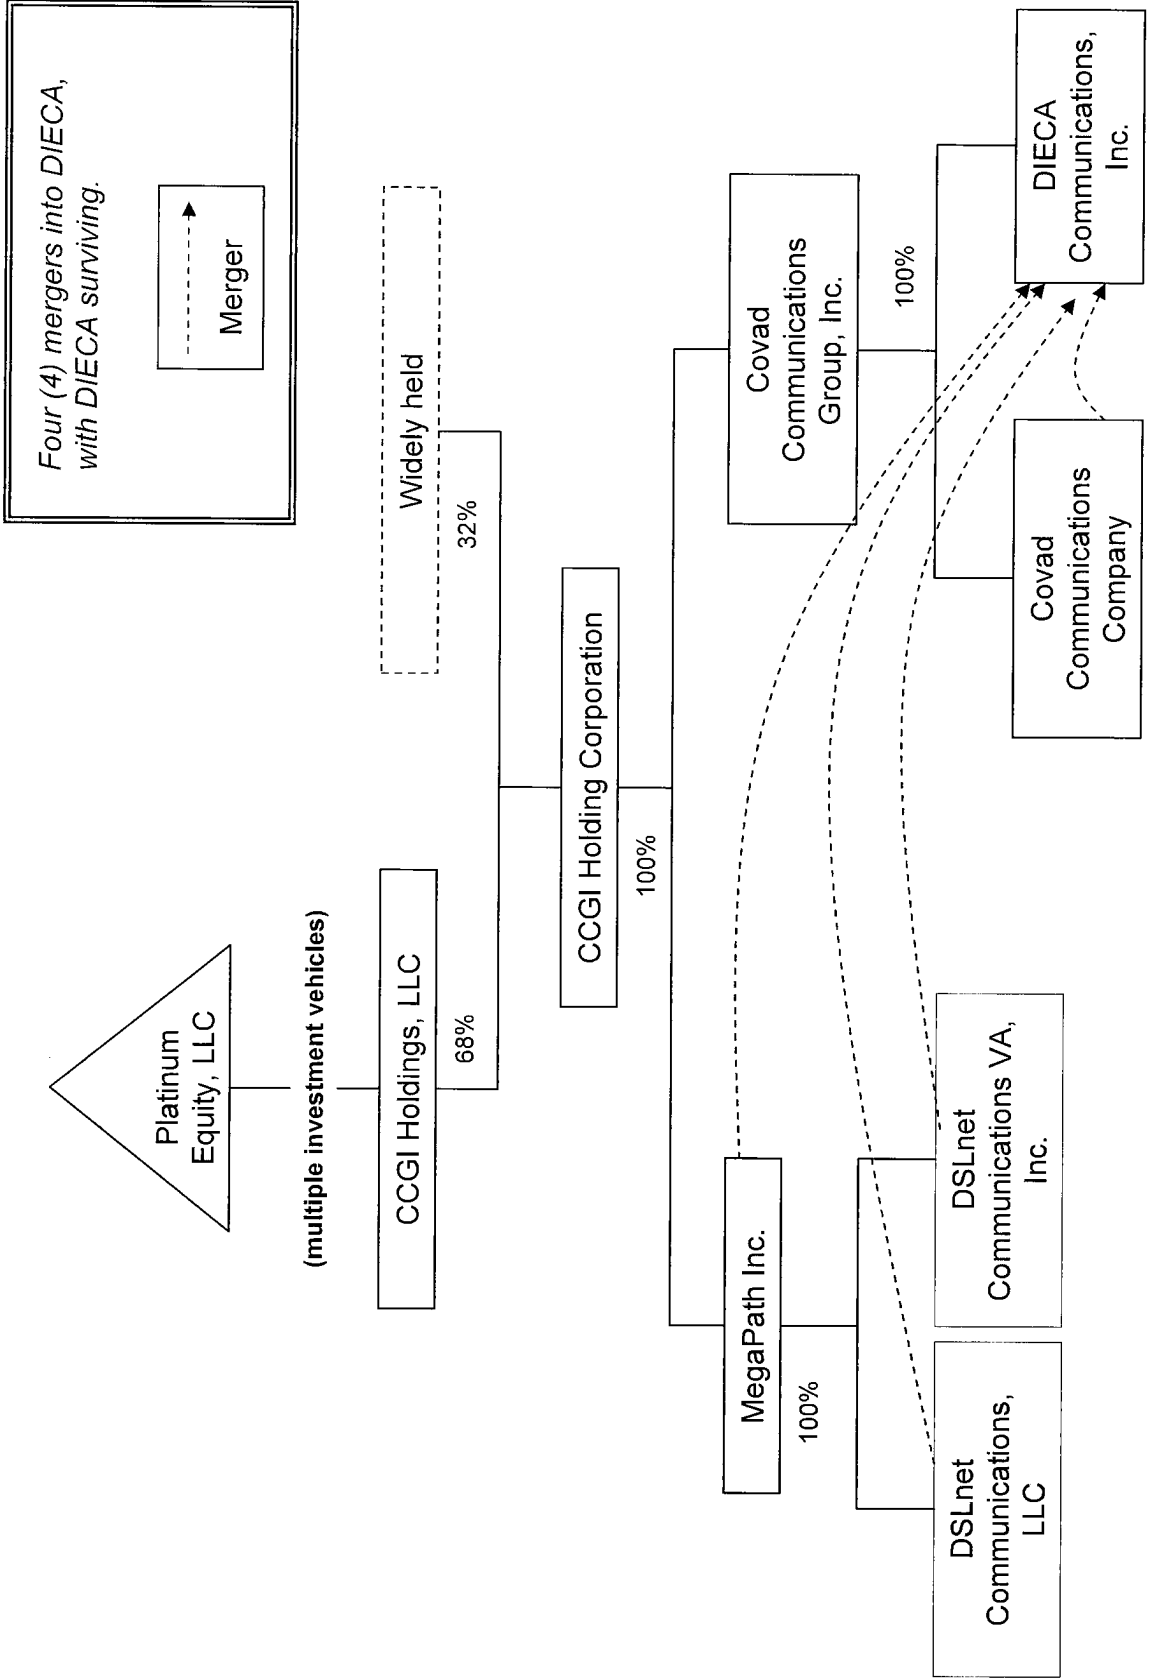 Four (4) mergers into DIECA,
with DIECA surviving.
Merger
Platinum
Equity, LLC
(multiple investment vehicles)
CCGI Holdings, LLC
Widely held
68%
32%
CCGI Holding Corporation
100%
MegaPath Inc.
Covad
Communications
Group, Inc.
100%
100%
DSLnet
Communications,
LLC
DSLnet
Communications VA,
Inc.
Covad
Communications
Company
DIECA
Communications,
Inc.